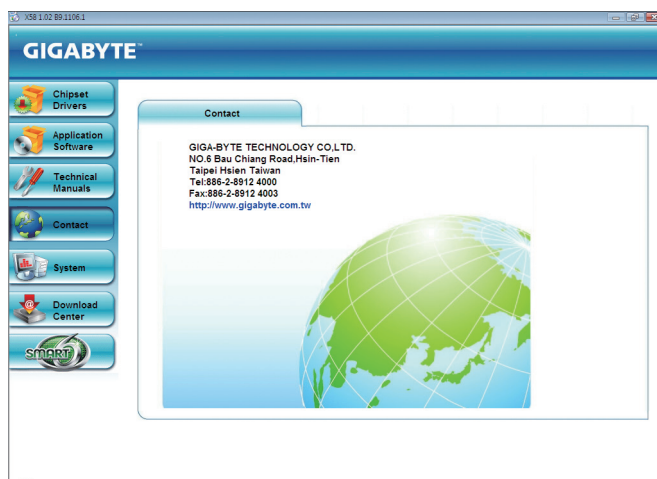 X58 1.02 B9.1106.1
GIGABYTE™
Chipset
Drivers
Application
Software
Technical
Manuals
Contact
System
Download
Center
SMART6
Contact
GIGA-BYTE TECHNOLOGY CO,LTD.
NO.6 Bau Chiang Road,Hsin-Tien
Taipei Hsien Taiwan
Tel:886-2-8912 4000
Fax:886-2-8912 4003
http://www.gigabyte.com.tw